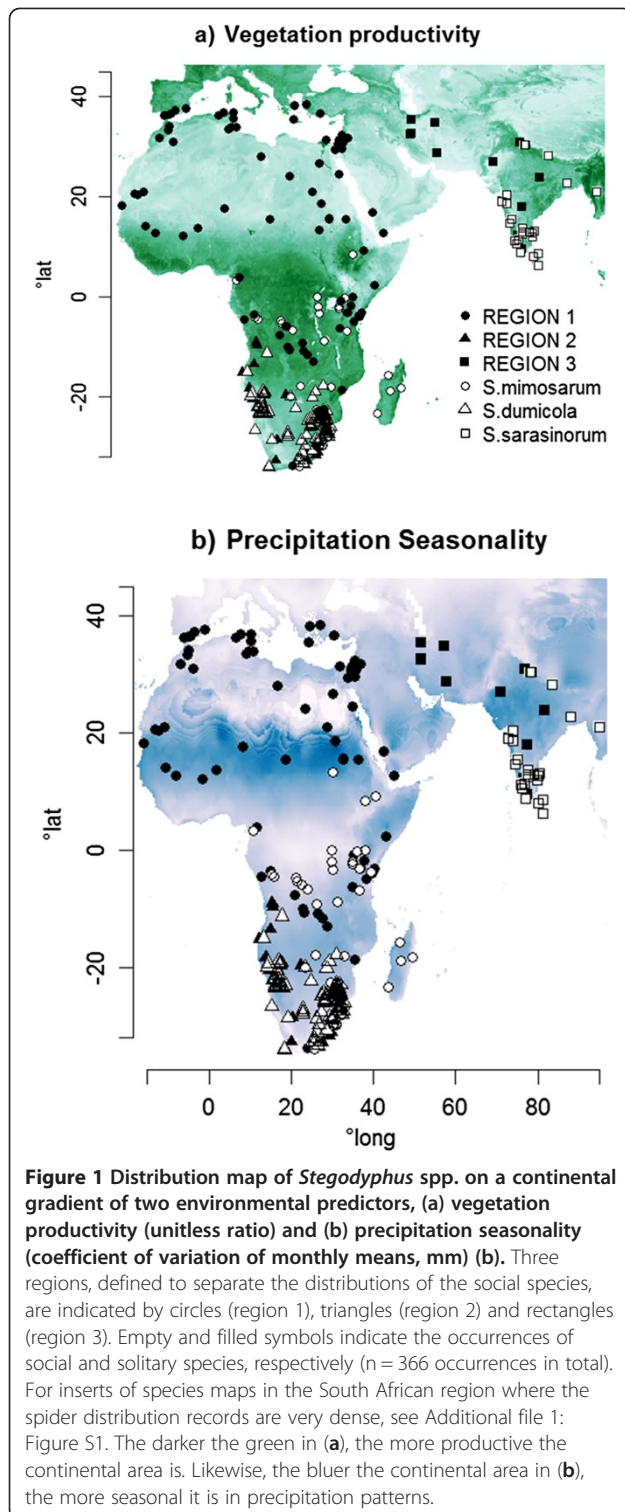 a) Vegetation productivity
40
20
0
-20
°lat
REGION 1
REGION 2
REGION 3
S.mimosarum
S.dumicola
S.sarasinorum
b) Precipitation Seasonality
40
20
0
-20
°lat
0 20 40 60 80
°long
Figure 1 Distribution map of Stegodyphus spp. on a continental
gradient of two environmental predictors, (a) vegetation
productivity (unitless ratio) and (b) precipitation seasonality
(coefficient of variation of monthly means, mm) (b). Three
regions, defined to separate the distributions of the social species,
are indicated by circles (region 1), triangles (region 2) and rectangles
(region 3). Empty and filled symbols indicate the occurrences of
social and solitary species, respectively (n = 366 occurrences in total).
For inserts of species maps in the South African region where the
spider distribution records are very dense, see Additional file 1:
Figure S1. The darker the green in (a), the more productive the
continental area is. Likewise, the bluer the continental area in (b),
the more seasonal it is in precipitation patterns.